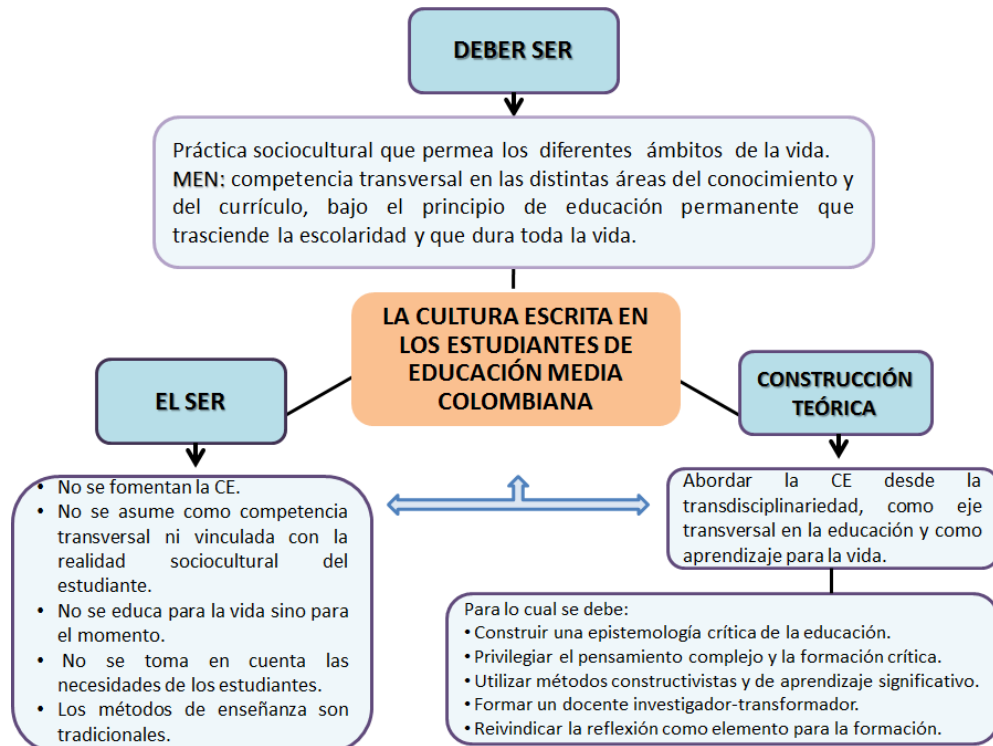 DEBER SER
Práctica sociocultural que permea los diferentes ámbitos de la vida.
MEN: competencia transversal en las distintas áreas del conocimiento y
del currículo, bajo el principio de educación permanente que
trasciende la escolaridad y que dura toda la vida.
LA CULTURA ESCRITA EN
LOS ESTUDIANTES DE
EDUCACIÓN MEDIA
COLOMBIANA
EL SER
• No se fomentan la CE.
• No se asume como competencia
transversal ni vinculada con la
realidad sociocultural del
estudiante.
• No se educa para la vida sino para
el momento.
• No se toma en cuenta las
necesidades de los estudiantes.
• Los métodos de enseñanza son
tradicionales.
CONSTRUCCIÓN
TEÓRICA
Abordar la CE desde la
transdisciplinariedad, como eje
transversal en la educación y como
aprendizaje para la vida.
Para lo cual se debe:
• Construir una epistemología crítica de la educación.
• Privilegiar el pensamiento complejo y la formación crítica.
• Utilizar métodos constructivistas y de aprendizaje significativo.
• Formar un docente investigador-transformador.
• Reivindicar la reflexión como elemento para la formación.